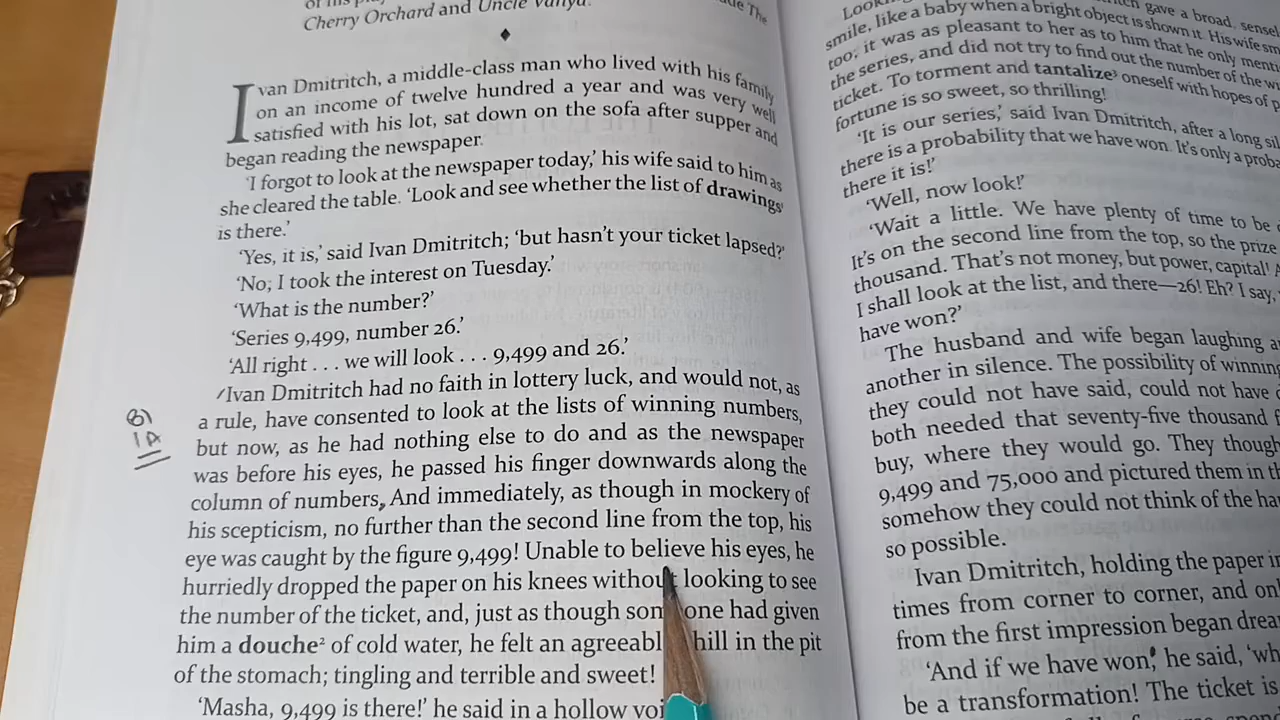 Cherry Orchard and Uncle Vanya.
Ivan Dmitritch, a middle-class man who lived with his family
on an income of twelve hundred a year and was very well
satisfied with his lot, sat down on the sofa after supper and
began reading the newspaper.
'I forgot to look at the newspaper today,' his wife said to him as
she cleared the table. 'Look and see whether the list of drawings¹
is there.'
'Yes, it is,' said Ivan Dmitritch; 'but hasn't your ticket lapsed?'
'No; I took the interest on Tuesday.'
'What is the number?'
'Series 9,499, number 26.'
'All right . . . we will look . . . 9,499 and 26.'
Ivan Dmitritch had no faith in lottery luck, and would not, as
a rule, have consented to look at the lists of winning numbers,
but now, as he had nothing else to do and as the newspaper
was before his eyes, he passed his finger downwards along the
column of numbers, And immediately, as though in mockery of
his scepticism, no further than the second line from the top, his
eye was caught by the figure 9,499! Unable to believe his eyes, he
hurriedly dropped the paper on his knees without looking to see
the number of the ticket, and, just as though one had given
him a douche² of cold water, he felt an in the pit
of the stomach; tingling and terrible and sweet!
'Masha, 9,499 is there!' he said in a hollow
8)
1A
gave a broad,
smile, like a baby when a bright object is shown it. His wife
too, it was as pleasant to her as to him that he only
the series, and did not try to find out the number of the
ticket. To torment and tantalize³ oneself with hopes of
fortune is so sweet, so thrilling!
'It is our series,' said Ivan Dmitritch, after a long
there is a probability that we have won. It's only a
there it is!'
'Well, now look!'
'Wait a little. We have plenty of time to be
It's on the second line from the top, so the prize
thousand. That's not money, but power, capital!
I shall look at the list, and there—26! Eh? I say,
have won?'
The husband and wife began laughing
another in silence. The possibility of winning
they could not have said, could not have
both needed that seventy-five thousand
buy, where they would go. They
9,499 and 75,000 and pictured them in
somehow they could not think of the
so possible.
Ivan Dmitritch, holding the paper
times from corner to corner, and
from the first impression began
'And if we have won,' he said,
be a transformation! The ticket is